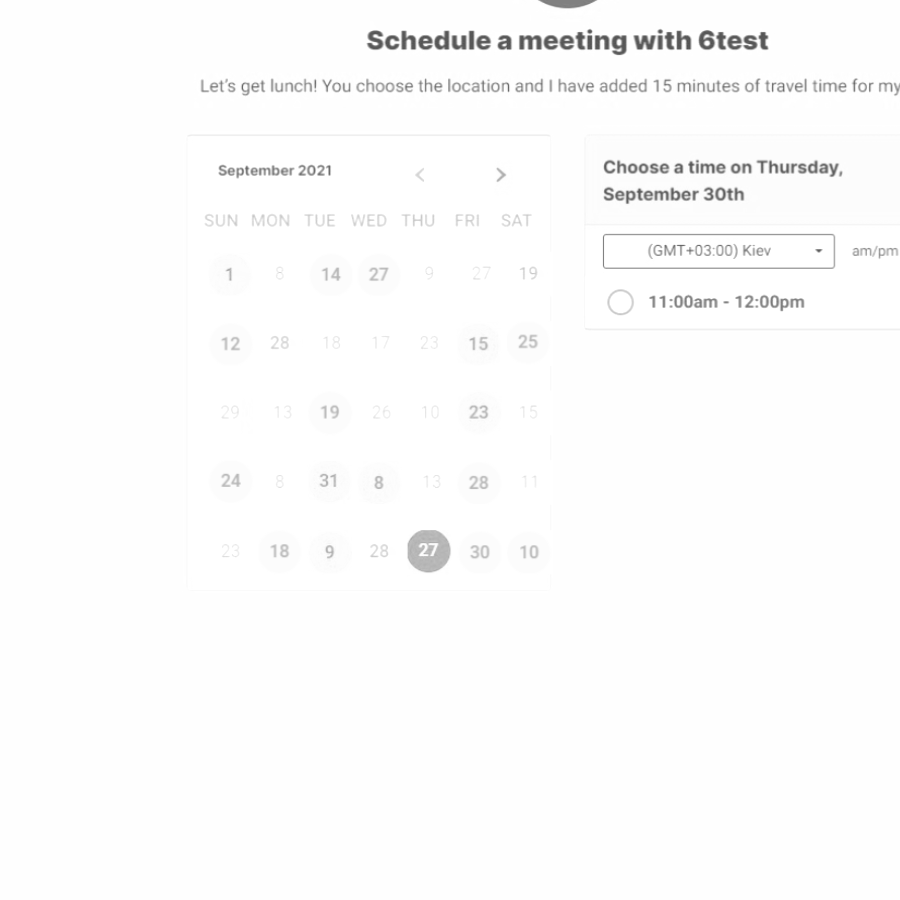 Schedule a meeting with 6test
Let's get lunch! You choose the location and I have added 15 minutes of travel time for my
September 2021
SUN MON TUE WED THU FRI SAT
1 8 14 27 9 27 19
12 28 18 17 23 15 25
29 13 19 26 10 23 15
24 8 31 8 13 28 11
23 18 9 28 27 30 10
Choose a time on Thursday,
September 30th
(GMT+03:00) Kiev am/pm
11:00am - 12:00pm